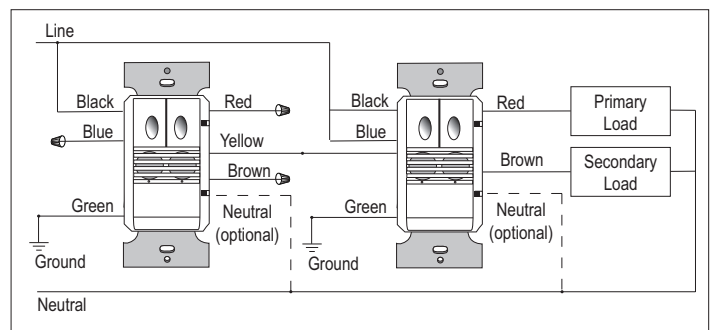 Line
Black
Red
Blue
Yellow
Brown
Green
Neutral
(optional)
Ground
Black
Red
Primary
Load
Blue
Brown
Secondary
Load
Green
Neutral
(optional)
Ground
Neutral